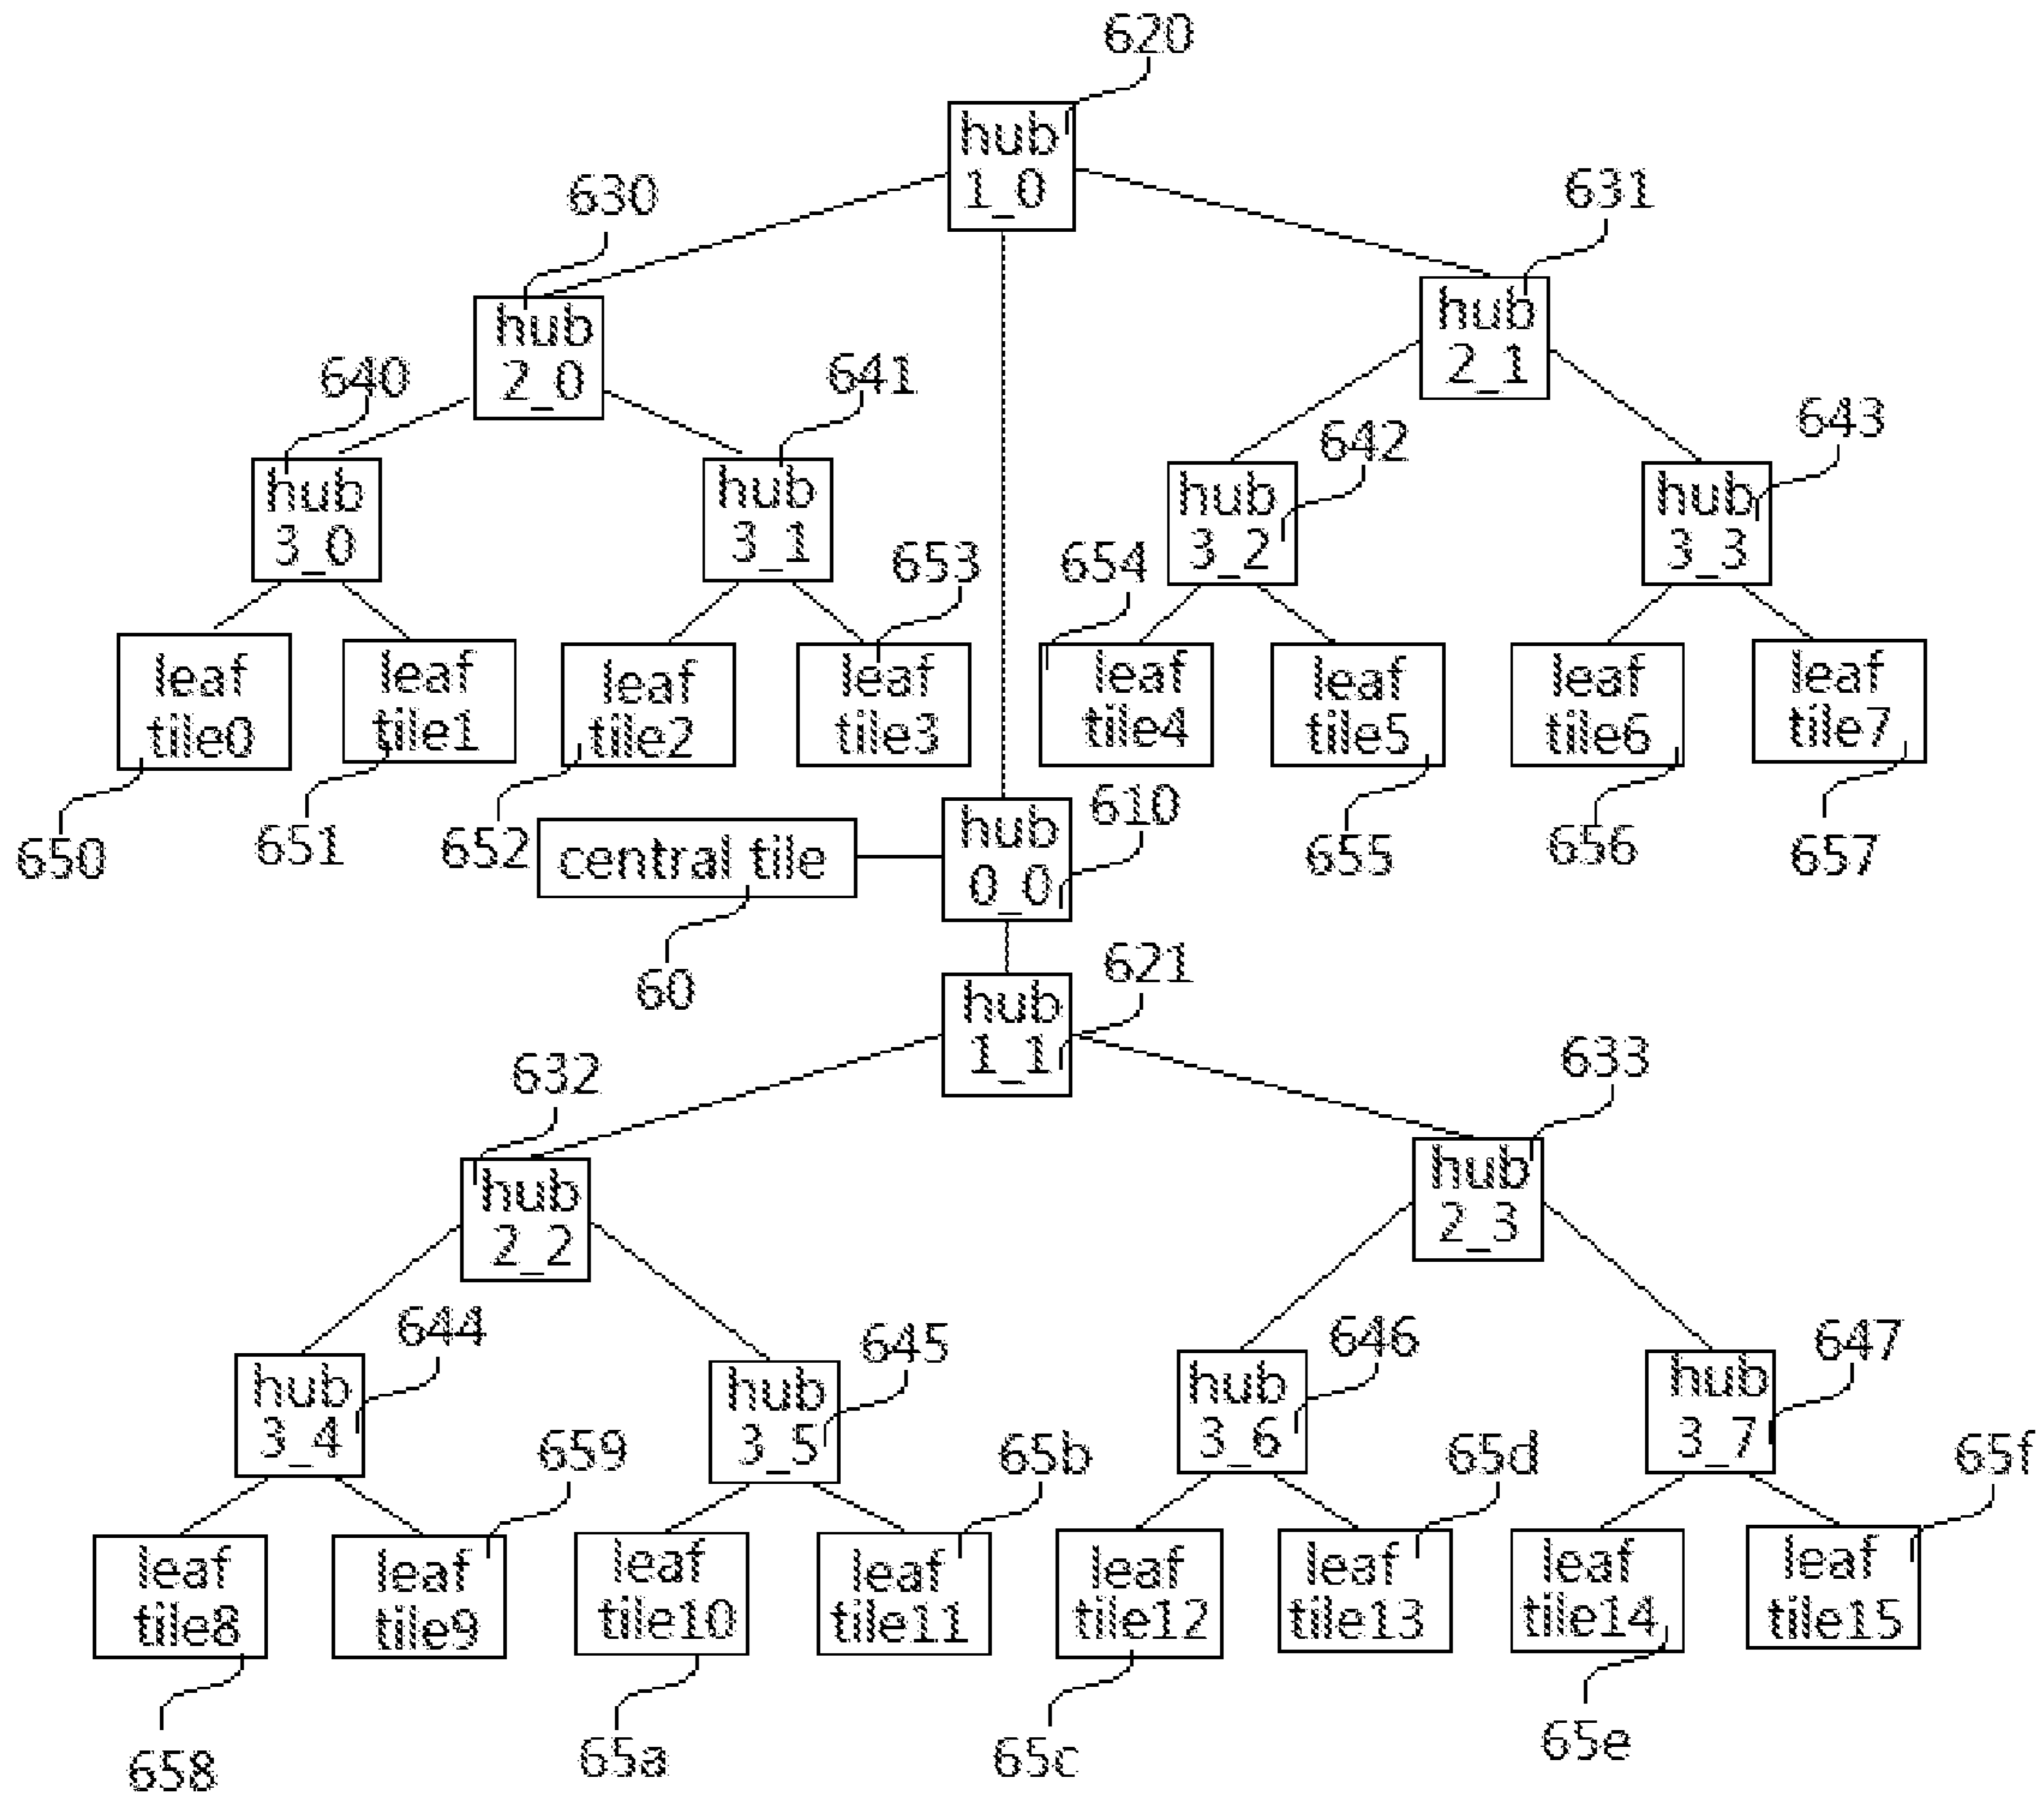 620
hub
1_0
630
631
hub
2_0
hub
2_1
640
641
642
643
hub
3_0
hub
3_1
hub
3_2
hub
3_3
653
654
leaf
tile0
leaf
tile1
leaf
tile2
leaf
tile3
leaf
tile4
leaf
tile5
leaf
tile6
leaf
tile7
650
651
652
655
656
657
central tile
60
hub
0_0
610
hub
1_1
621
632
633
hub
2_2
hub
2_3
644
645
646
647
hub
3_4
hub
3_5
hub
3_6
hub
3_7
659
65b
65d
65f
leaf
tile8
leaf
tile9
leaf
tile10
leaf
tile11
leaf
tile12
leaf
tile13
leaf
tile14
leaf
tile15
658
65a
65c
65e